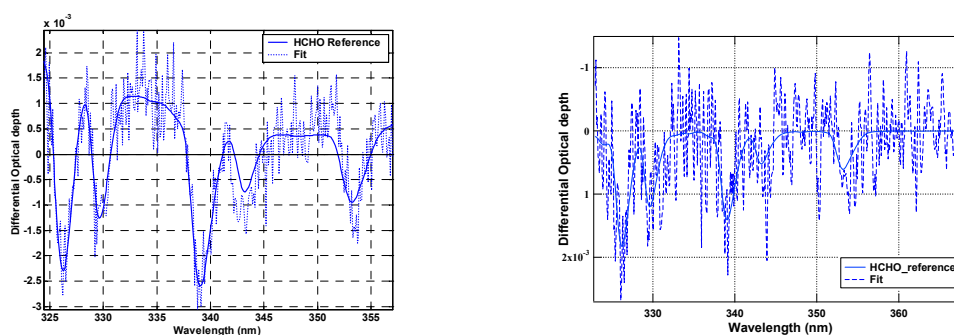 x 10⁻³
2
1.5
1
0.5
0
-0.5
-1
-1.5
-2
-2.5
-3
Differential Optical depth
HCHO Reference
Fit
325 330 335 340 345 350 355
Wavelength (nm)
-1
0
1
2x10⁻³
Differential Optical depth
HCHO_reference
Fit
330 340 350 360
Wavelength (nm)